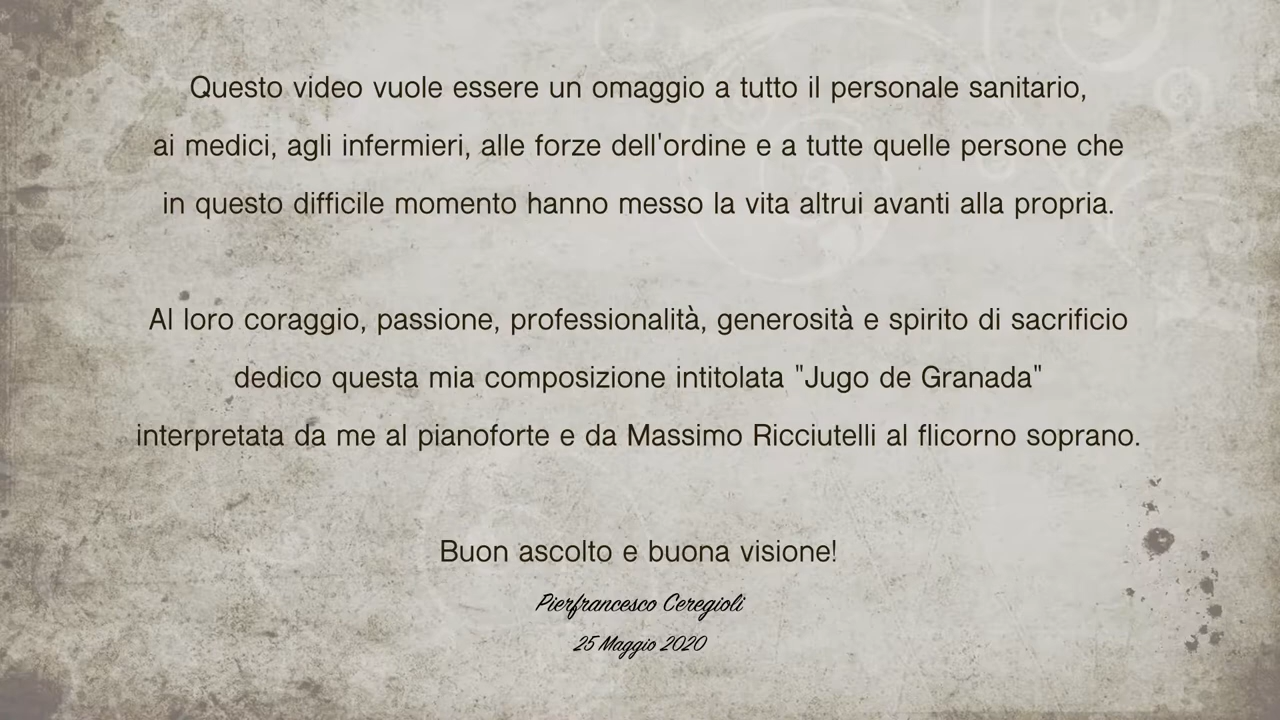 Questo video vuole essere un omaggio a tutto il personale sanitario,
ai medici, agli infermieri, alle forze dell'ordine e a tutte quelle persone che
in questo difficile momento hanno messo la vita altrui avanti alla propria.
Al loro coraggio, passione, professionalità, generosità e spirito di sacrificio
dedico questa mia composizione intitolata "Jugo de Granada"
interpretata da me al pianoforte e da Massimo Ricciutelli al flicorno soprano.
Buon ascolto e buona visione!
Pierfrancesco Ceregioli
25 Maggio 2020